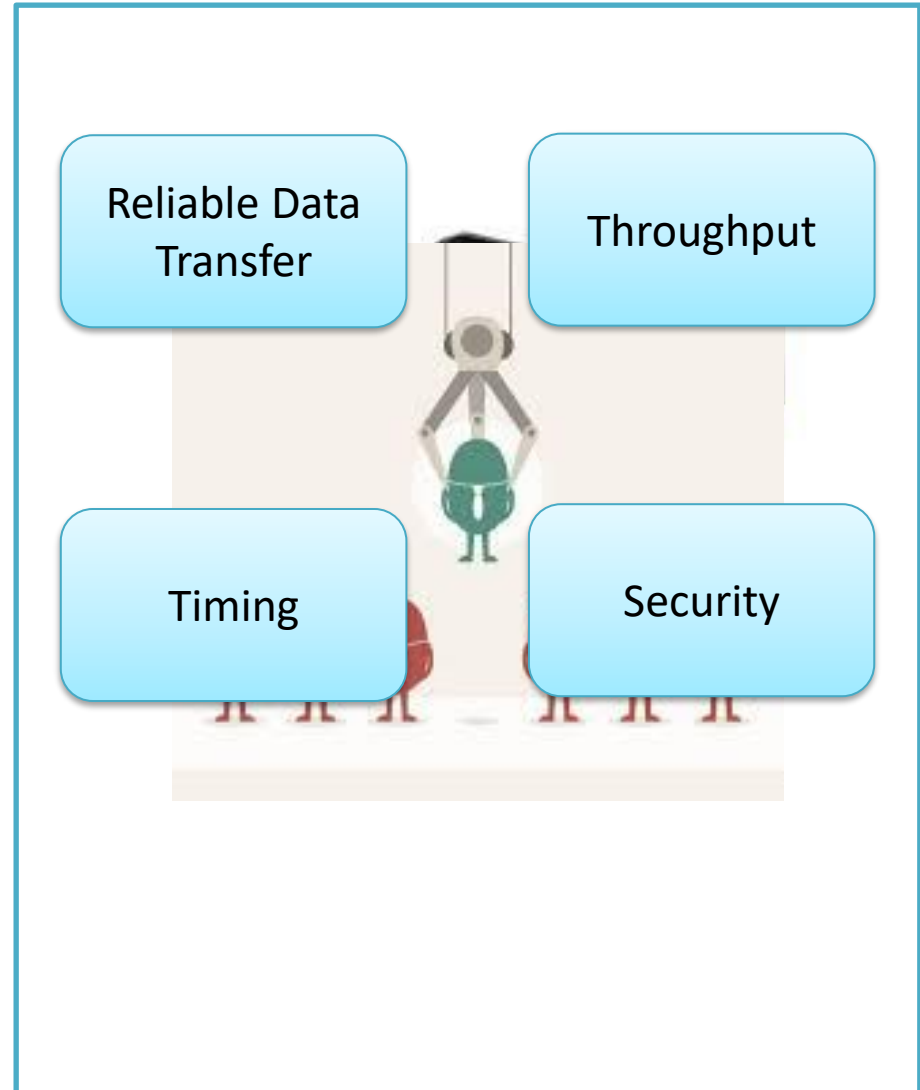 Reliable Data
Transfer
Throughput
Timing
Security